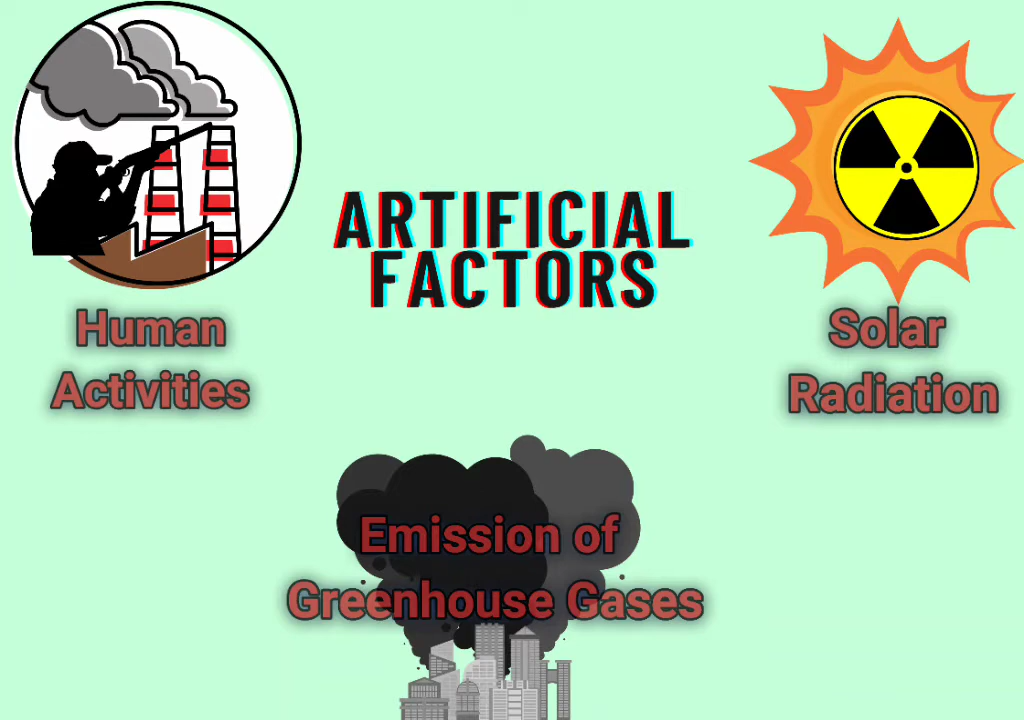 ARTIFICIAL
FACTORS
Human
Activities
Solar
Radiation
Emission of
Greenhouse Gases